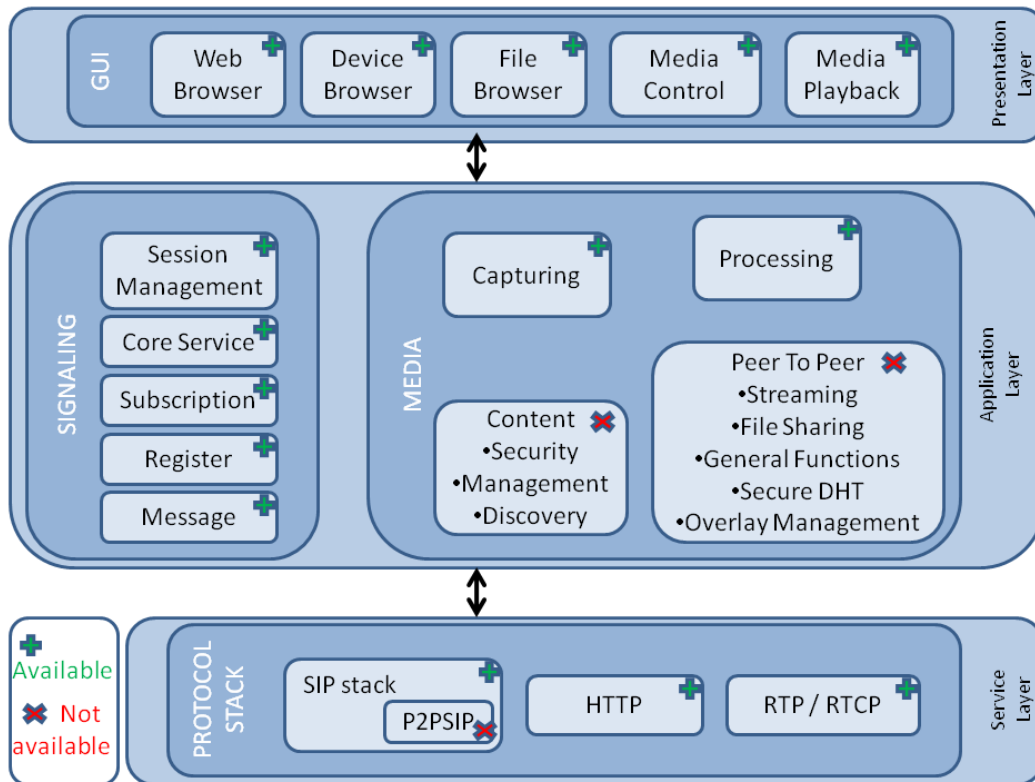 GUI
Web
Browser
Device
Browser
File
Browser
Media
Control
Media
Playback
Presentation
Layer
SIGNALING
Session
Management
Core Service
Subscription
Register
Message
MEDIA
Capturing
Processing
Content
•Security
•Management
•Discovery
Peer To Peer
•Streaming
•File Sharing
•General Functions
•Secure DHT
•Overlay Management
Application
Layer
Available
Not
available
PROTOCOL
STACK
SIP stack
P2PSIP
HTTP
RTP / RTCP
Service
Layer